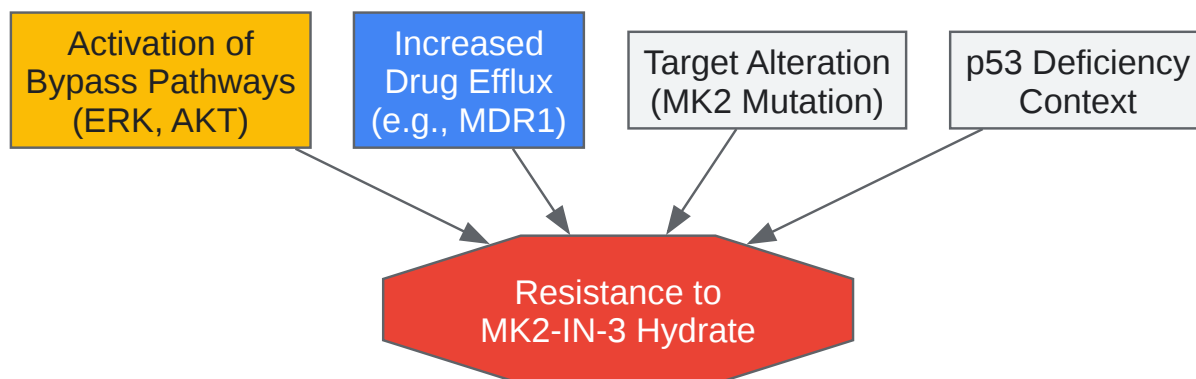 Activation of
Bypass Pathways
(ERK, AKT)
Increased
Drug Efflux
(e.g., MDR1)
Target Alteration
(MK2 Mutation)
p53 Deficiency
Context
Resistance to
MK2-IN-3 Hydrate